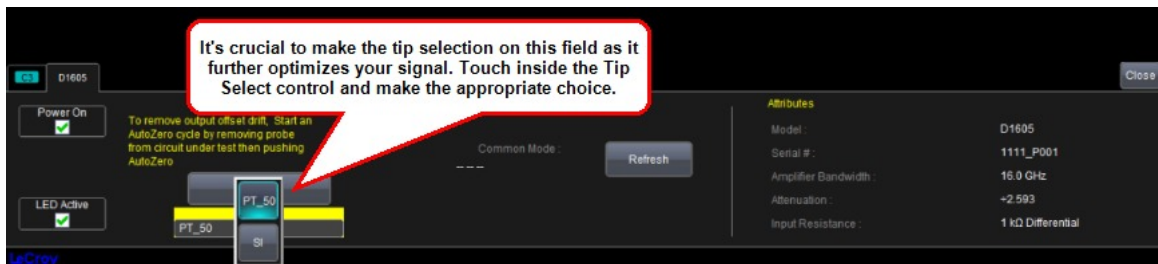 It's crucial to make the tip selection on this field as it
further optimizes your signal. Touch inside the Tip
Select control and make the appropriate choice.
C3 D1605
Close
Power On
To remove output offset drift, Start an
AutoZero cycle by removing probe
from circuit under test then pushing
AutoZero
LED Active
PT_50
PT_50
SI
Common Mode :
---
Refresh
Attributes
Model : D1605
Serial # : 1111_P001
Amplifier Bandwidth : 16.0 GHz
Attenuation : ÷2.593
Input Resistance : 1 kΩ Differential
LeCroy